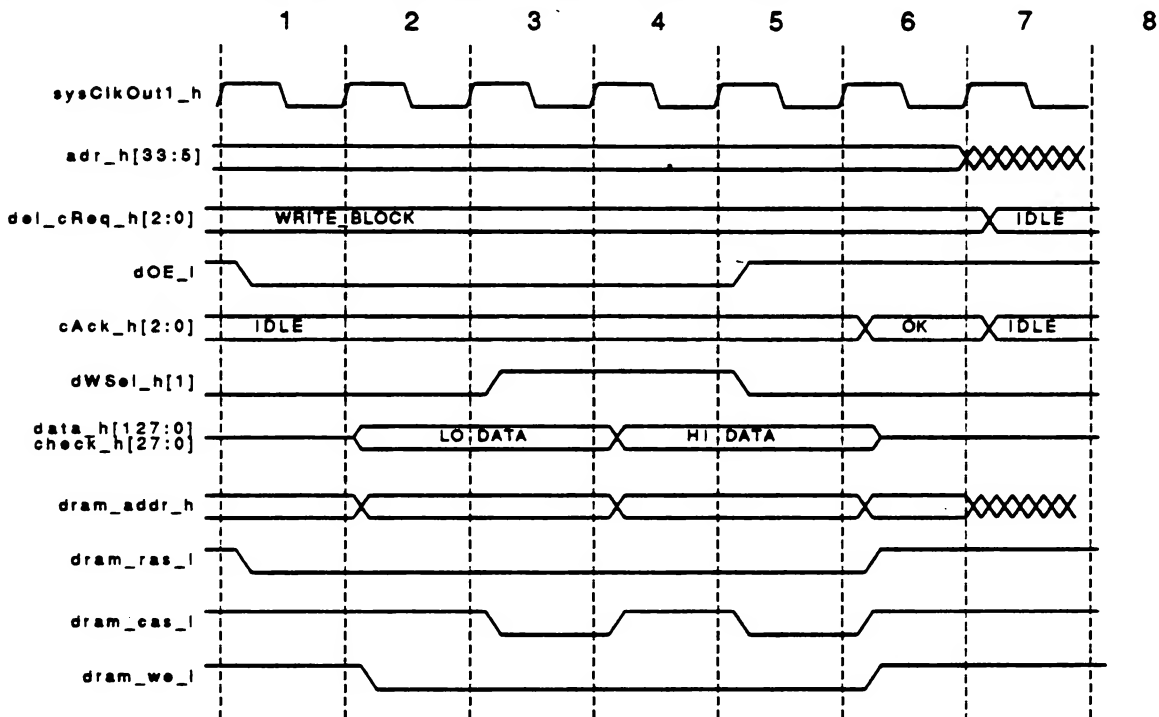 1 2 3 4 5 6 7 8
sysClkOut1_h
adr_h[33:5]
del_cReq_h[2:0] WRITE_BLOCK IDLE
dOE_l
cAck_h[2:0] IDLE OK IDLE
dWSel_h[1]
data_h[127:0]
check_h[27:0] LO DATA HI DATA
dram_addr_h
dram_ras_l
dram_cas_l
dram_we_l